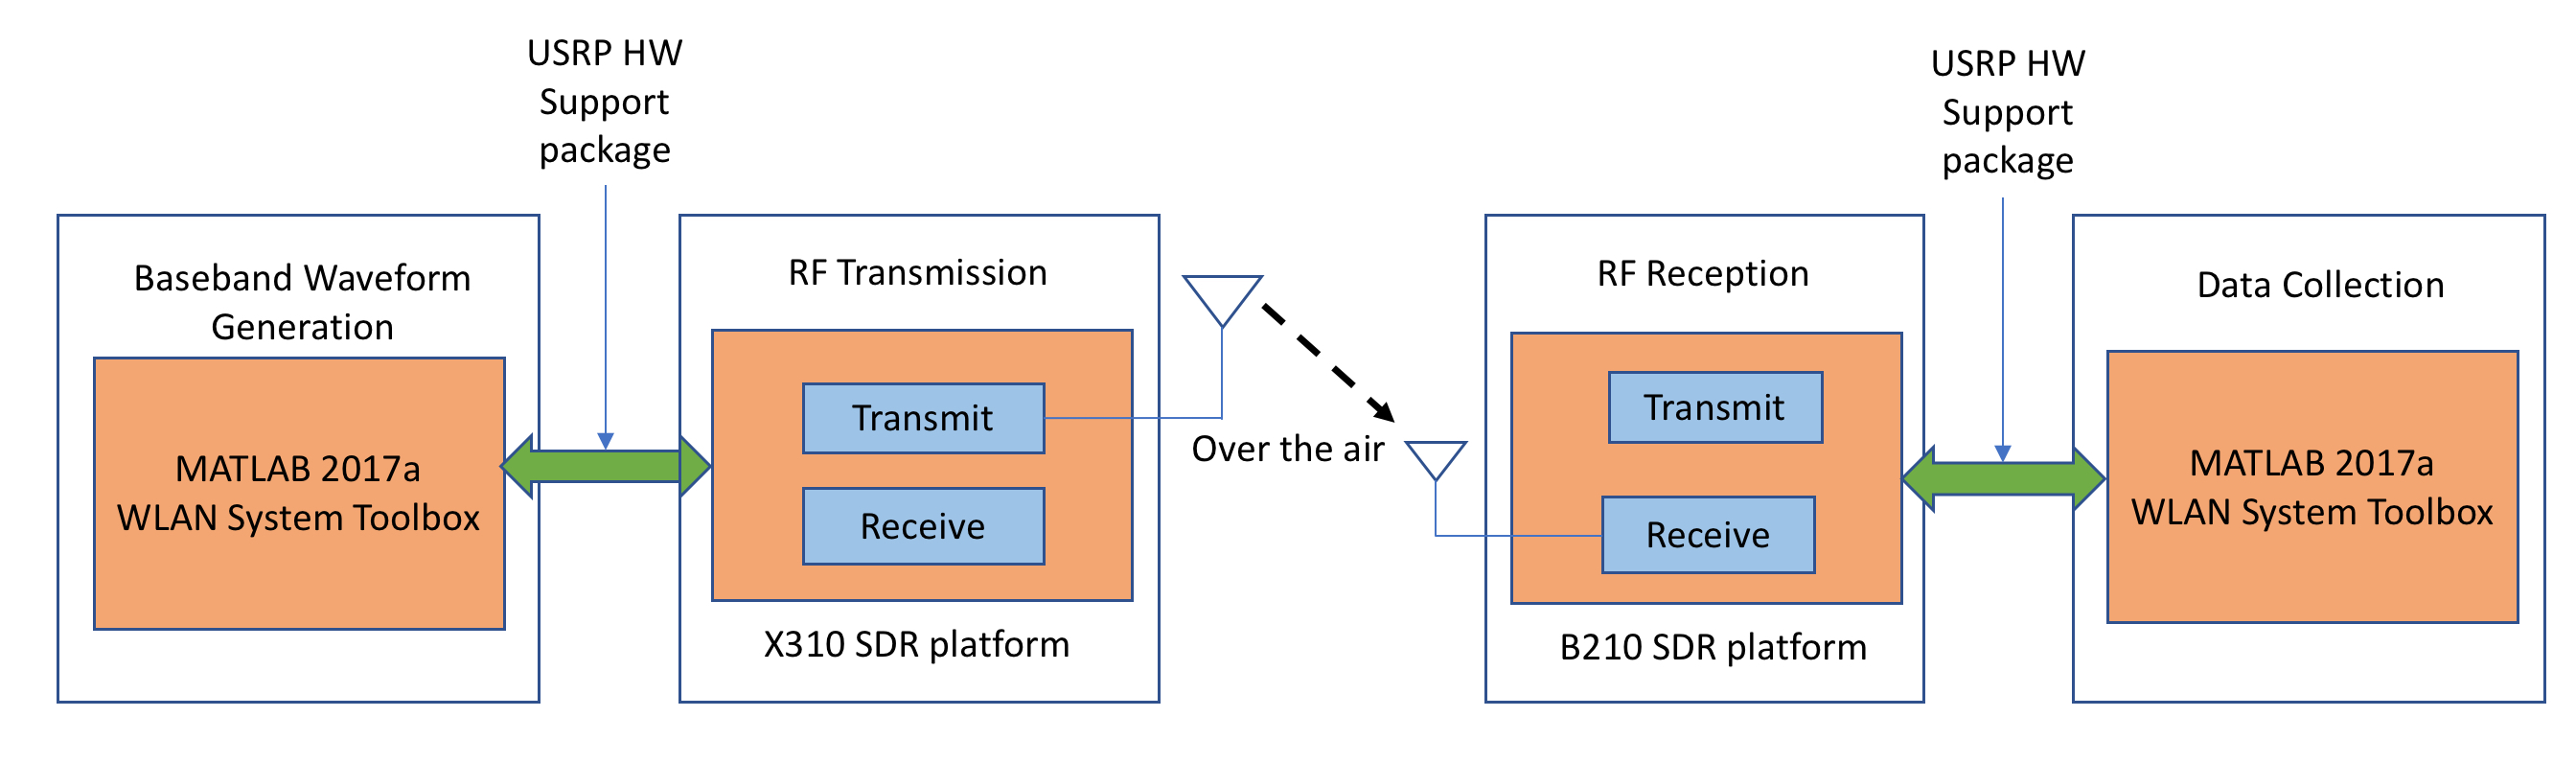 USRP HW
Support
package
USRP HW
Support
package
Baseband Waveform
Generation
MATLAB 2017a
WLAN System Toolbox
RF Transmission
Transmit
Receive
X310 SDR platform
Over the air
RF Reception
Transmit
Receive
B210 SDR platform
Data Collection
MATLAB 2017a
WLAN System Toolbox